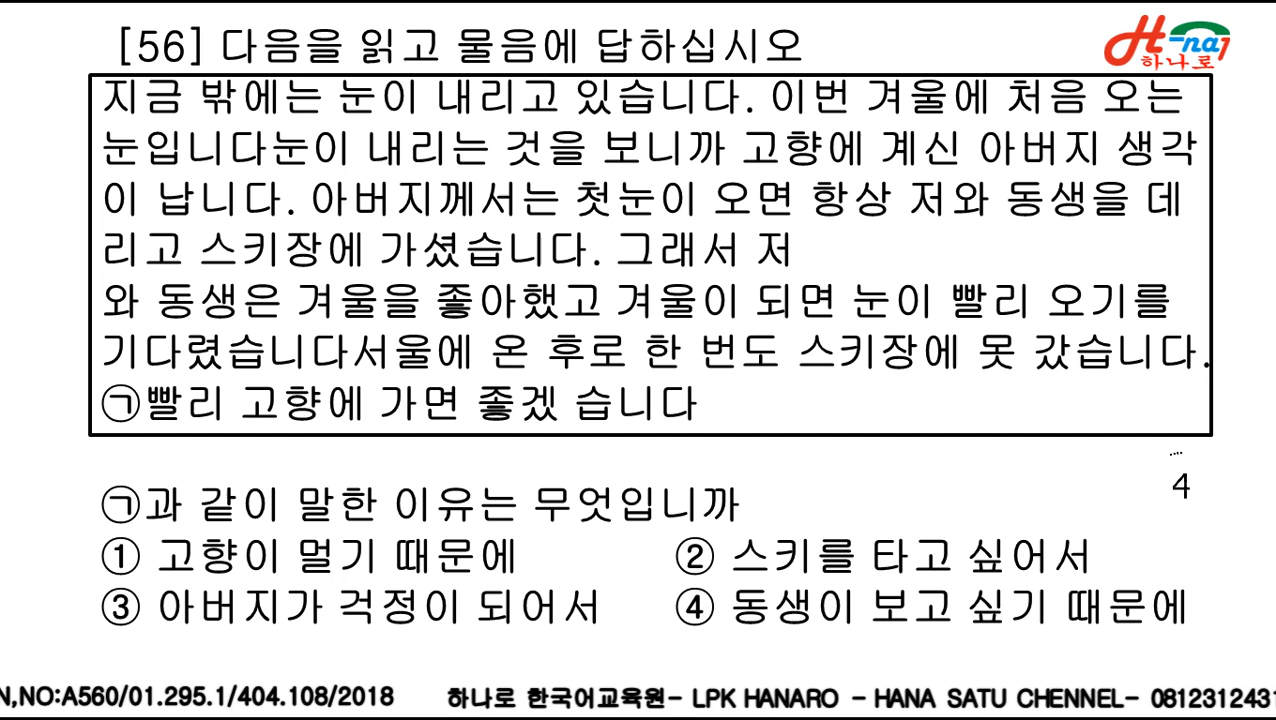 [56] 다음을 읽고 물음에 답하십시오
H-na1
하나로
지금 밖에는 눈이 내리고 있습니다. 이번 겨울에 처음 오는
눈입니다눈이 내리는 것을 보니까 고향에 계신 아버지 생각
이 납니다. 아버지께서는 첫눈이 오면 항상 저와 동생을 데
리고 스키장에 가셨습니다. 그래서 저
와 동생은 겨울을 좋아했고 겨울이 되면 눈이 빨리 오기를
기다렸습니다서울에 온 후로 한 번도 스키장에 못 갔습니다.
㉠빨리 고향에 가면 좋겠 습니다
4
㉠과 같이 말한 이유는 무엇입니까
① 고향이 멀기 때문에 ② 스키를 타고 싶어서
③ 아버지가 걱정이 되어서 ④ 동생이 보고 싶기 때문에
N,NO:A560/01.295.1/404.108/2018 하나로 한국어교육원- LPK HANARO - HANA SATU CHENNEL- 0812312431